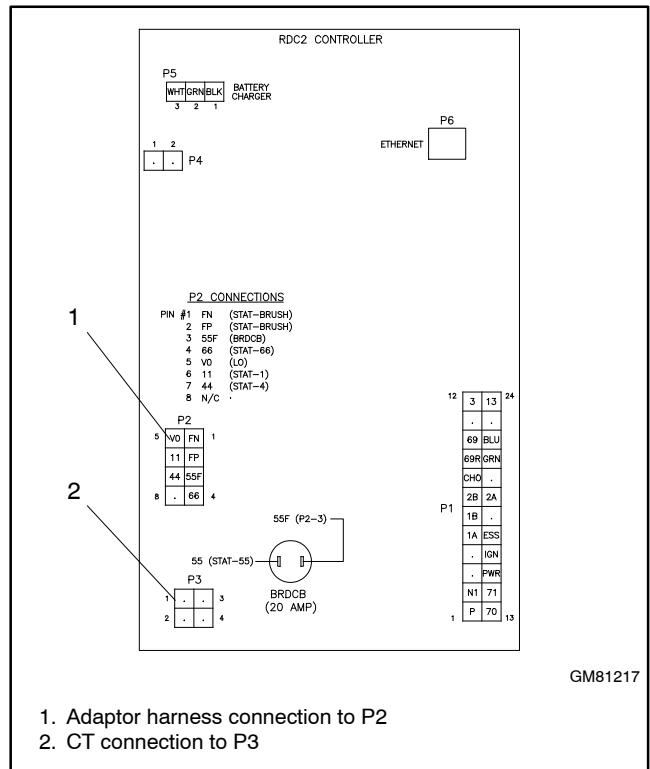 RDC2 CONTROLLER
P5
WHT GRN BLK BATTERY CHARGER
3 2 1
P6
ETHERNET
1 2
. . P4
P2 CONNECTIONS
PIN #1 FN (STAT-BRUSH)
2 FP (STAT-BRUSH)
3 55F (BRDCB)
4 66 (STAT-66)
5 V0 (L0)
6 11 (STAT-1)
7 44 (STAT-4)
8 N/C .
1
P2
5 V0 FN 1
11 FP
44 55F
8 . 66 4
2
12 3 13 24
. .
69 BLU
69R GRN
CHO .
2B 2A
P1
1B .
1A ESS
. IGN
. PWR
N1 71
1 P 70 13
55F (P2-3)
55 (STAT-55)
BRDCB
(20 AMP)
P3
1 . . 3
2 . . 4
GM81217
1. Adaptor harness connection to P2
2. CT connection to P3